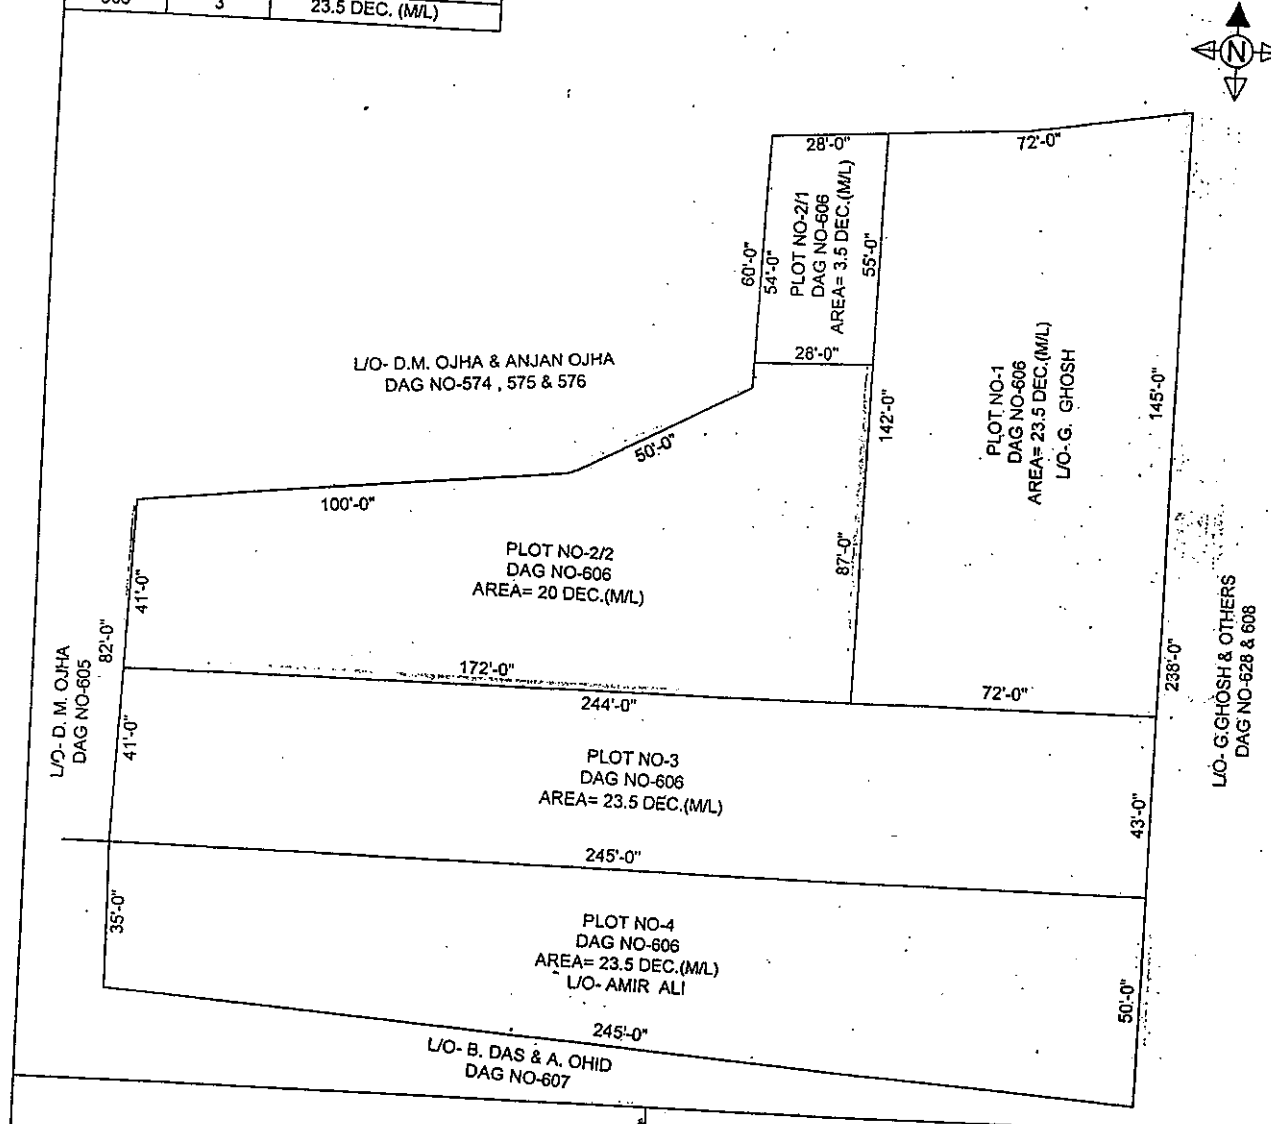 3
23.5 DEC. (M/L)
N
28'-0"
72'-0"
60'-0"
54'-0"
PLOT NO-2/1
DAG NO-606
AREA= 3.5 DEC.(M/L)
55'-0"
28'-0"
L/O- D.M. OJHA & ANJAN OJHA
DAG NO-574 , 575 & 576
142'-0"
PLOT NO-1
DAG NO-606
AREA= 23.5 DEC.(M/L)
L/O- G. GHOSH
145'-0"
50'-0"
100'-0"
PLOT NO-2/2
DAG NO-606
AREA= 20 DEC.(M/L)
87'-0"
41'-0"
82'-0"
L/O- D. M. OJHA
DAG NO-605
172'-0"
244'-0"
72'-0"
238'-0"
L/O- G.GHOSH & OTHERS
DAG NO-628 & 608
41'-0"
PLOT NO-3
DAG NO-606
AREA= 23.5 DEC.(M/L)
43'-0"
245'-0"
35'-0"
PLOT NO-4
DAG NO-606
AREA= 23.5 DEC.(M/L)
L/O- AMIR ALI
50'-0"
245'-0"
L/O- B. DAS & A. OHID
DAG NO-607